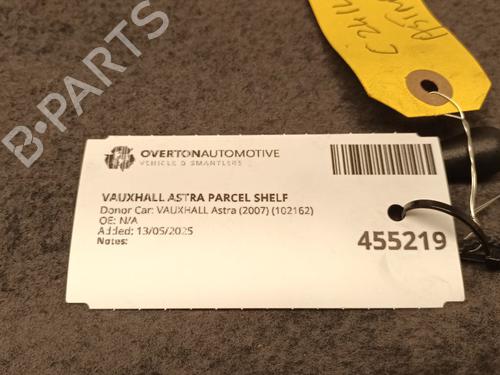 B-PARTS
OVERTONAUTOMOTIVE
VEHICLE DISMANTLERS
VAUXHALL ASTRA PARCEL SHELF
Donor Car: VAUXHALL Astra (2007) (102162)
OE: N/A
Added: 13/05/2025
Notes:
455219